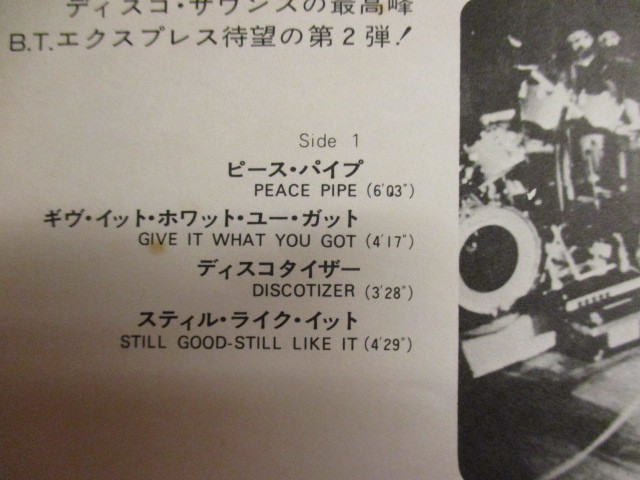 ディスコ・サウンズの最高峰
B.T.エクスプレス待望の第2弾!
Side 1
ピース・パイプ
PEACE PIPE (6'03")
ギヴ・イット・ホワット・ユー・ガット
GIVE IT WHAT YOU GOT (4'17")
ディスコタイザー
DISCOTIZER (3'28")
スティル・ライク・イット
STILL GOOD-STILL LIKE IT (4'29")